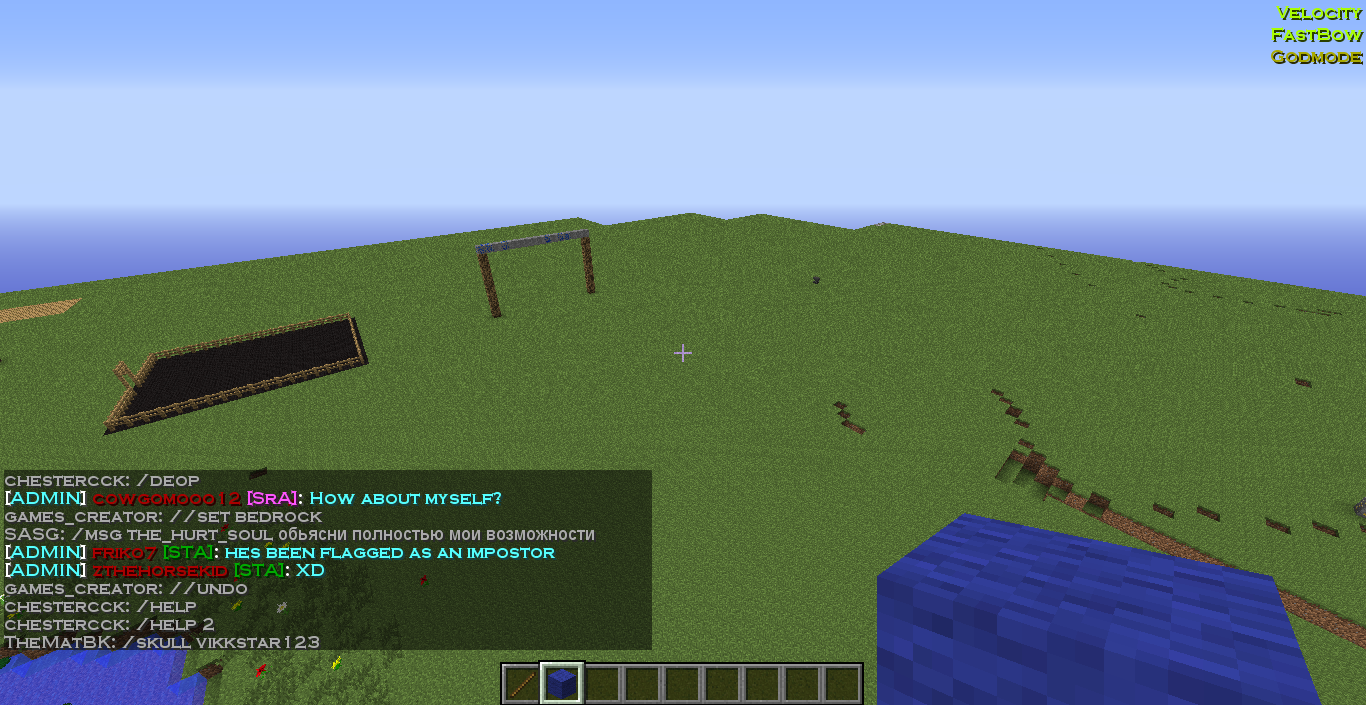 Velocity
FastBow
Godmode
chestercck: /deop
[Admin] cowgomooo12 [SrA]: How about myself?
games_creator: //set bedrock
SASG: /msg the_hurt_soul обьясни полностью мои возможности
[Admin] friko7 [STA]: hes been flagged as an impostor
[Admin] zthehorsekid [STA]: XD
games_creator: //undo
chestercck: /help
chestercck: /help 2
TheMatBK: /skull vikkstar123